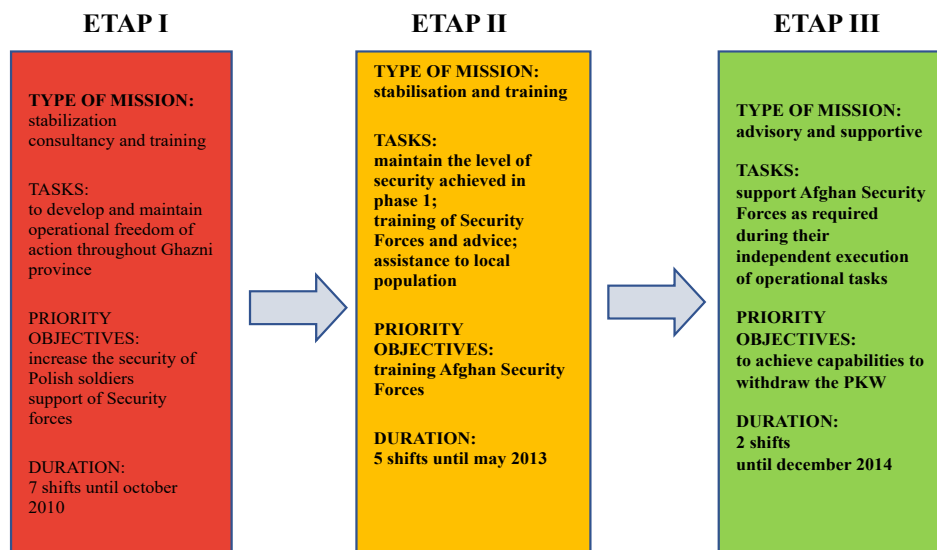 ETAP I
TYPE OF MISSION:
stabilization
consultancy and training
TASKS:
to develop and maintain
operational freedom of
action throughout Ghazni
province
PRIORITY
OBJECTIVES:
increase the security of
Polish soldiers
support of Security
forces
DURATION:
7 shifts until october
2010
ETAP II
TYPE OF MISSION:
stabilisation and training
TASKS:
maintain the level of
security achieved in
phase 1;
training of Security
Forces and advice;
assistance to local
population
PRIORITY
OBJECTIVES:
training Afghan Security
Forces
DURATION:
5 shifts until may 2013
ETAP III
TYPE OF MISSION:
advisory and supportive
TASKS:
support Afghan Security
Forces as required
during their
independent execution
of operational tasks
PRIORITY
OBJECTIVES:
to achieve capabilities to
withdraw the PKW
DURATION:
2 shifts
until december 2014